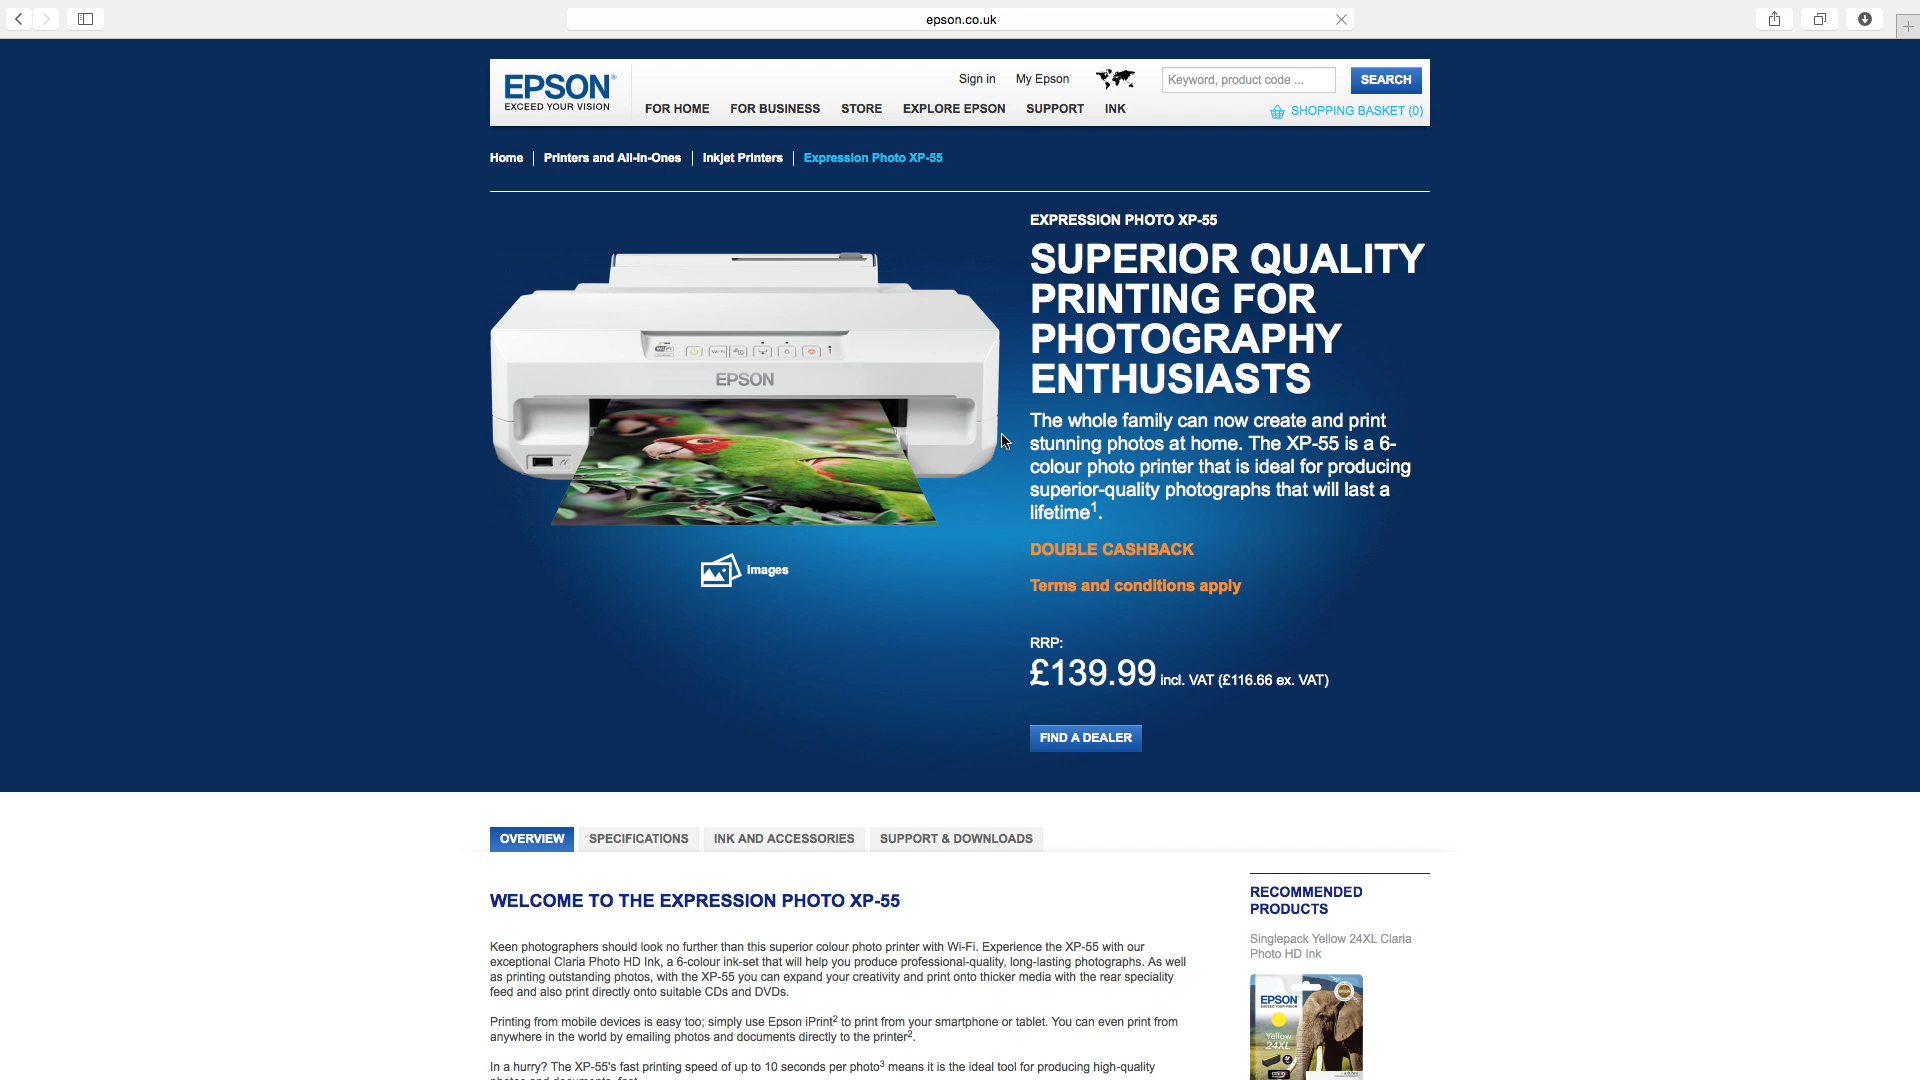 epson.co.uk
EPSON®
EXCEED YOUR VISION
Sign in
My Epson
Keyword, product code ...
SEARCH
FOR HOME
FOR BUSINESS
STORE
EXPLORE EPSON
SUPPORT
INK
SHOPPING BASKET (0)
Home
Printers and All-In-Ones
Inkjet Printers
Expression Photo XP-55
EXPRESSION PHOTO XP-55
SUPERIOR QUALITY
PRINTING FOR
PHOTOGRAPHY
ENTHUSIASTS
The whole family can now create and print
stunning photos at home. The XP-55 is a 6-
colour photo printer that is ideal for producing
superior-quality photographs that will last a
lifetime¹.
DOUBLE CASHBACK
Terms and conditions apply
RRP:
£139.99 incl. VAT (£116.66 ex. VAT)
FIND A DEALER
EPSON
Images
OVERVIEW
SPECIFICATIONS
INK AND ACCESSORIES
SUPPORT & DOWNLOADS
WELCOME TO THE EXPRESSION PHOTO XP-55
Keen photographers should look no further than this superior colour photo printer with Wi-Fi. Experience the XP-55 with our
exceptional Claria Photo HD Ink, a 6-colour ink-set that will help you produce professional-quality, long-lasting photographs. As well
as printing outstanding photos, with the XP-55 you can expand your creativity and print onto thicker media with the rear speciality
feed and also print directly onto suitable CDs and DVDs.
Printing from mobile devices is easy too; simply use Epson iPrint² to print from your smartphone or tablet. You can even print from
anywhere in the world by emailing photos and documents directly to the printer².
In a hurry? The XP-55's fast printing speed of up to 10 seconds per photo³ means it is the ideal tool for producing high-quality
RECOMMENDED
PRODUCTS
Singlepack Yellow 24XL Claria
Photo HD Ink
EPSON
EXCEED YOUR VISION
Yellow
24XL